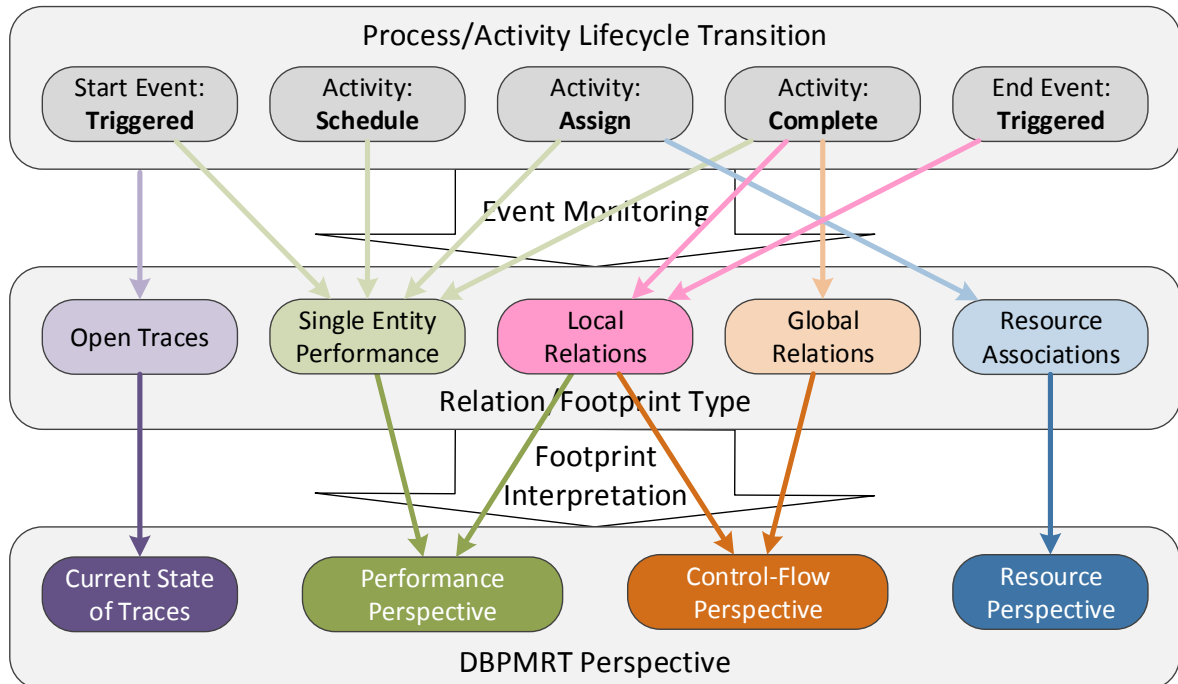 Process/Activity Lifecycle Transition
Start Event:
Triggered
Activity:
Schedule
Activity:
Assign
Activity:
Complete
End Event:
Triggered
Event Monitoring
Open Traces
Single Entity
Performance
Local
Relations
Global
Relations
Resource
Associations
Relation/Footprint Type
Footprint
Interpretation
Current State
of Traces
Performance
Perspective
Control-Flow
Perspective
Resource
Perspective
DBPMRT Perspective